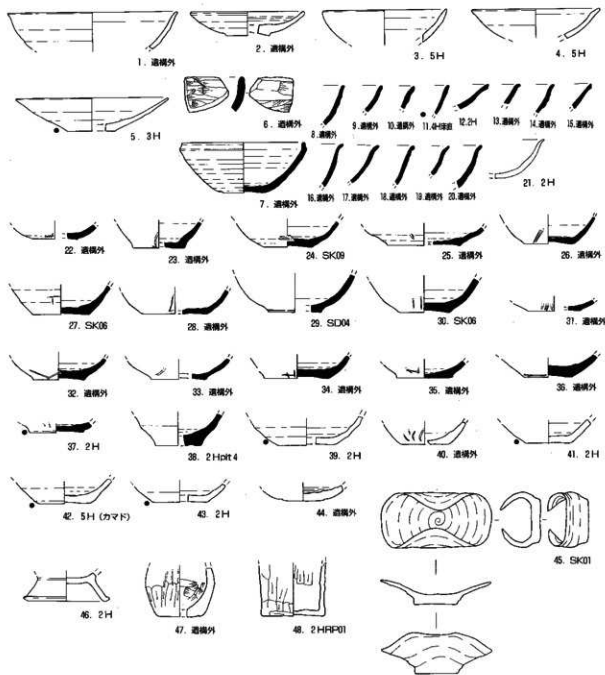 1. 遺構外
2. 遺構外
3. 5H
4. 5H
5. 3H
6. 遺構外
7. 遺構外
8. 遺構外
9. 遺構外
10. 遺構外
12. 2H
13. 遺構外
14. 遺構外
15. 遺構外
16. 遺構外
17. 遺構外
18. 遺構外
19. 遺構外
20. 遺構外
21. 2H
22. 遺構外
23. 遺構外
24. SK09
25. 遺構外
26. 遺構外
27. SK06
28. 遺構外
29. SD04
30. SK06
31. 遺構外
32. 遺構外
33. 遺構外
34. 遺構外
35. 遺構外
36. 遺構外
37. 2H
38. 2Hpit 4
39. 2H
40. 遺構外
41. 2H
42. 5H (カマド)
43. 2H
44. 遺構外
45. SK01
46. 2H
47. 遺構外
48. 2HRP01